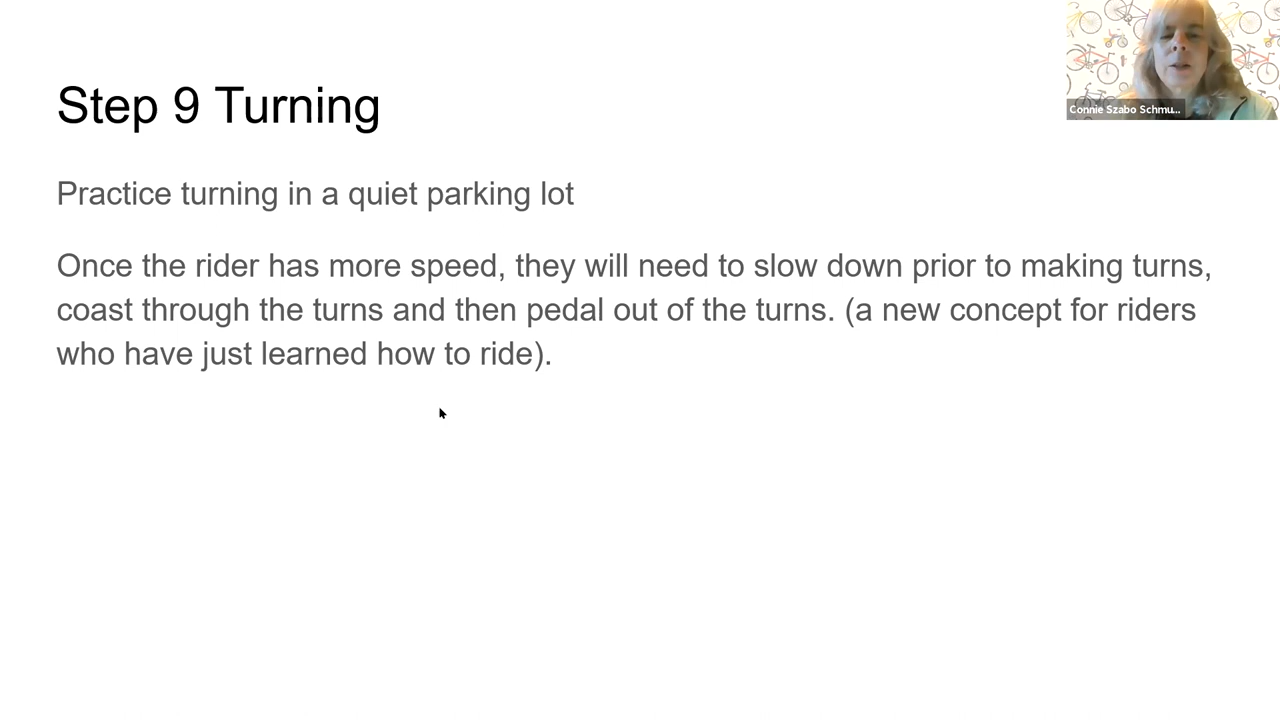 Step 9 Turning
Connie Szabo Schmu...
Practice turning in a quiet parking lot
Once the rider has more speed, they will need to slow down prior to making turns,
coast through the turns and then pedal out of the turns. (a new concept for riders
who have just learned how to ride).